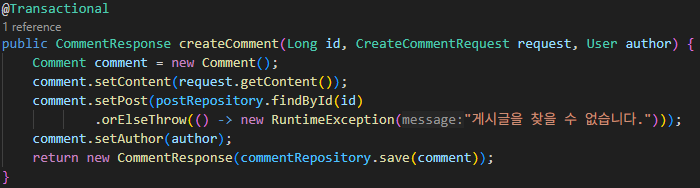 @Transactional
1 reference
public CommentResponse createComment(Long id, CreateCommentRequest request, User author) {
    Comment comment = new Comment();
    comment.setContent(request.getContent());
    comment.setPost(postRepository.findById(id)
            .orElseThrow(() -> new RuntimeException(message:"게시글을 찾을 수 없습니다.")));
    comment.setAuthor(author);
    return new CommentResponse(commentRepository.save(comment));
}